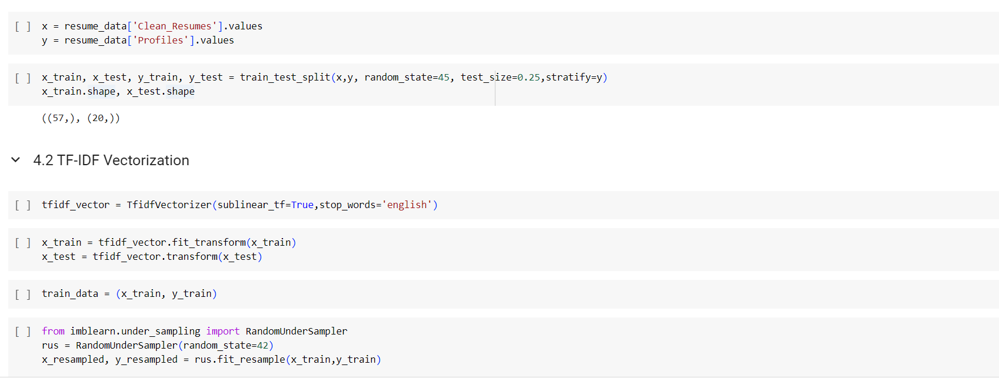 [ ] x = resume_data['Clean_Resumes'].values
y = resume_data['Profiles'].values
[ ] x_train, x_test, y_train, y_test = train_test_split(x,y, random_state=45, test_size=0.25,stratify=y)
x_train.shape, x_test.shape
((57,), (20,))
4.2 TF-IDF Vectorization
[ ] tfidf_vector = TfidfVectorizer(sublinear_tf=True,stop_words='english')
[ ] x_train = tfidf_vector.fit_transform(x_train)
x_test = tfidf_vector.transform(x_test)
[ ] train_data = (x_train, y_train)
[ ] from imblearn.under_sampling import RandomUnderSampler
rus = RandomUnderSampler(random_state=42)
x_resampled, y_resampled = rus.fit_resample(x_train,y_train)